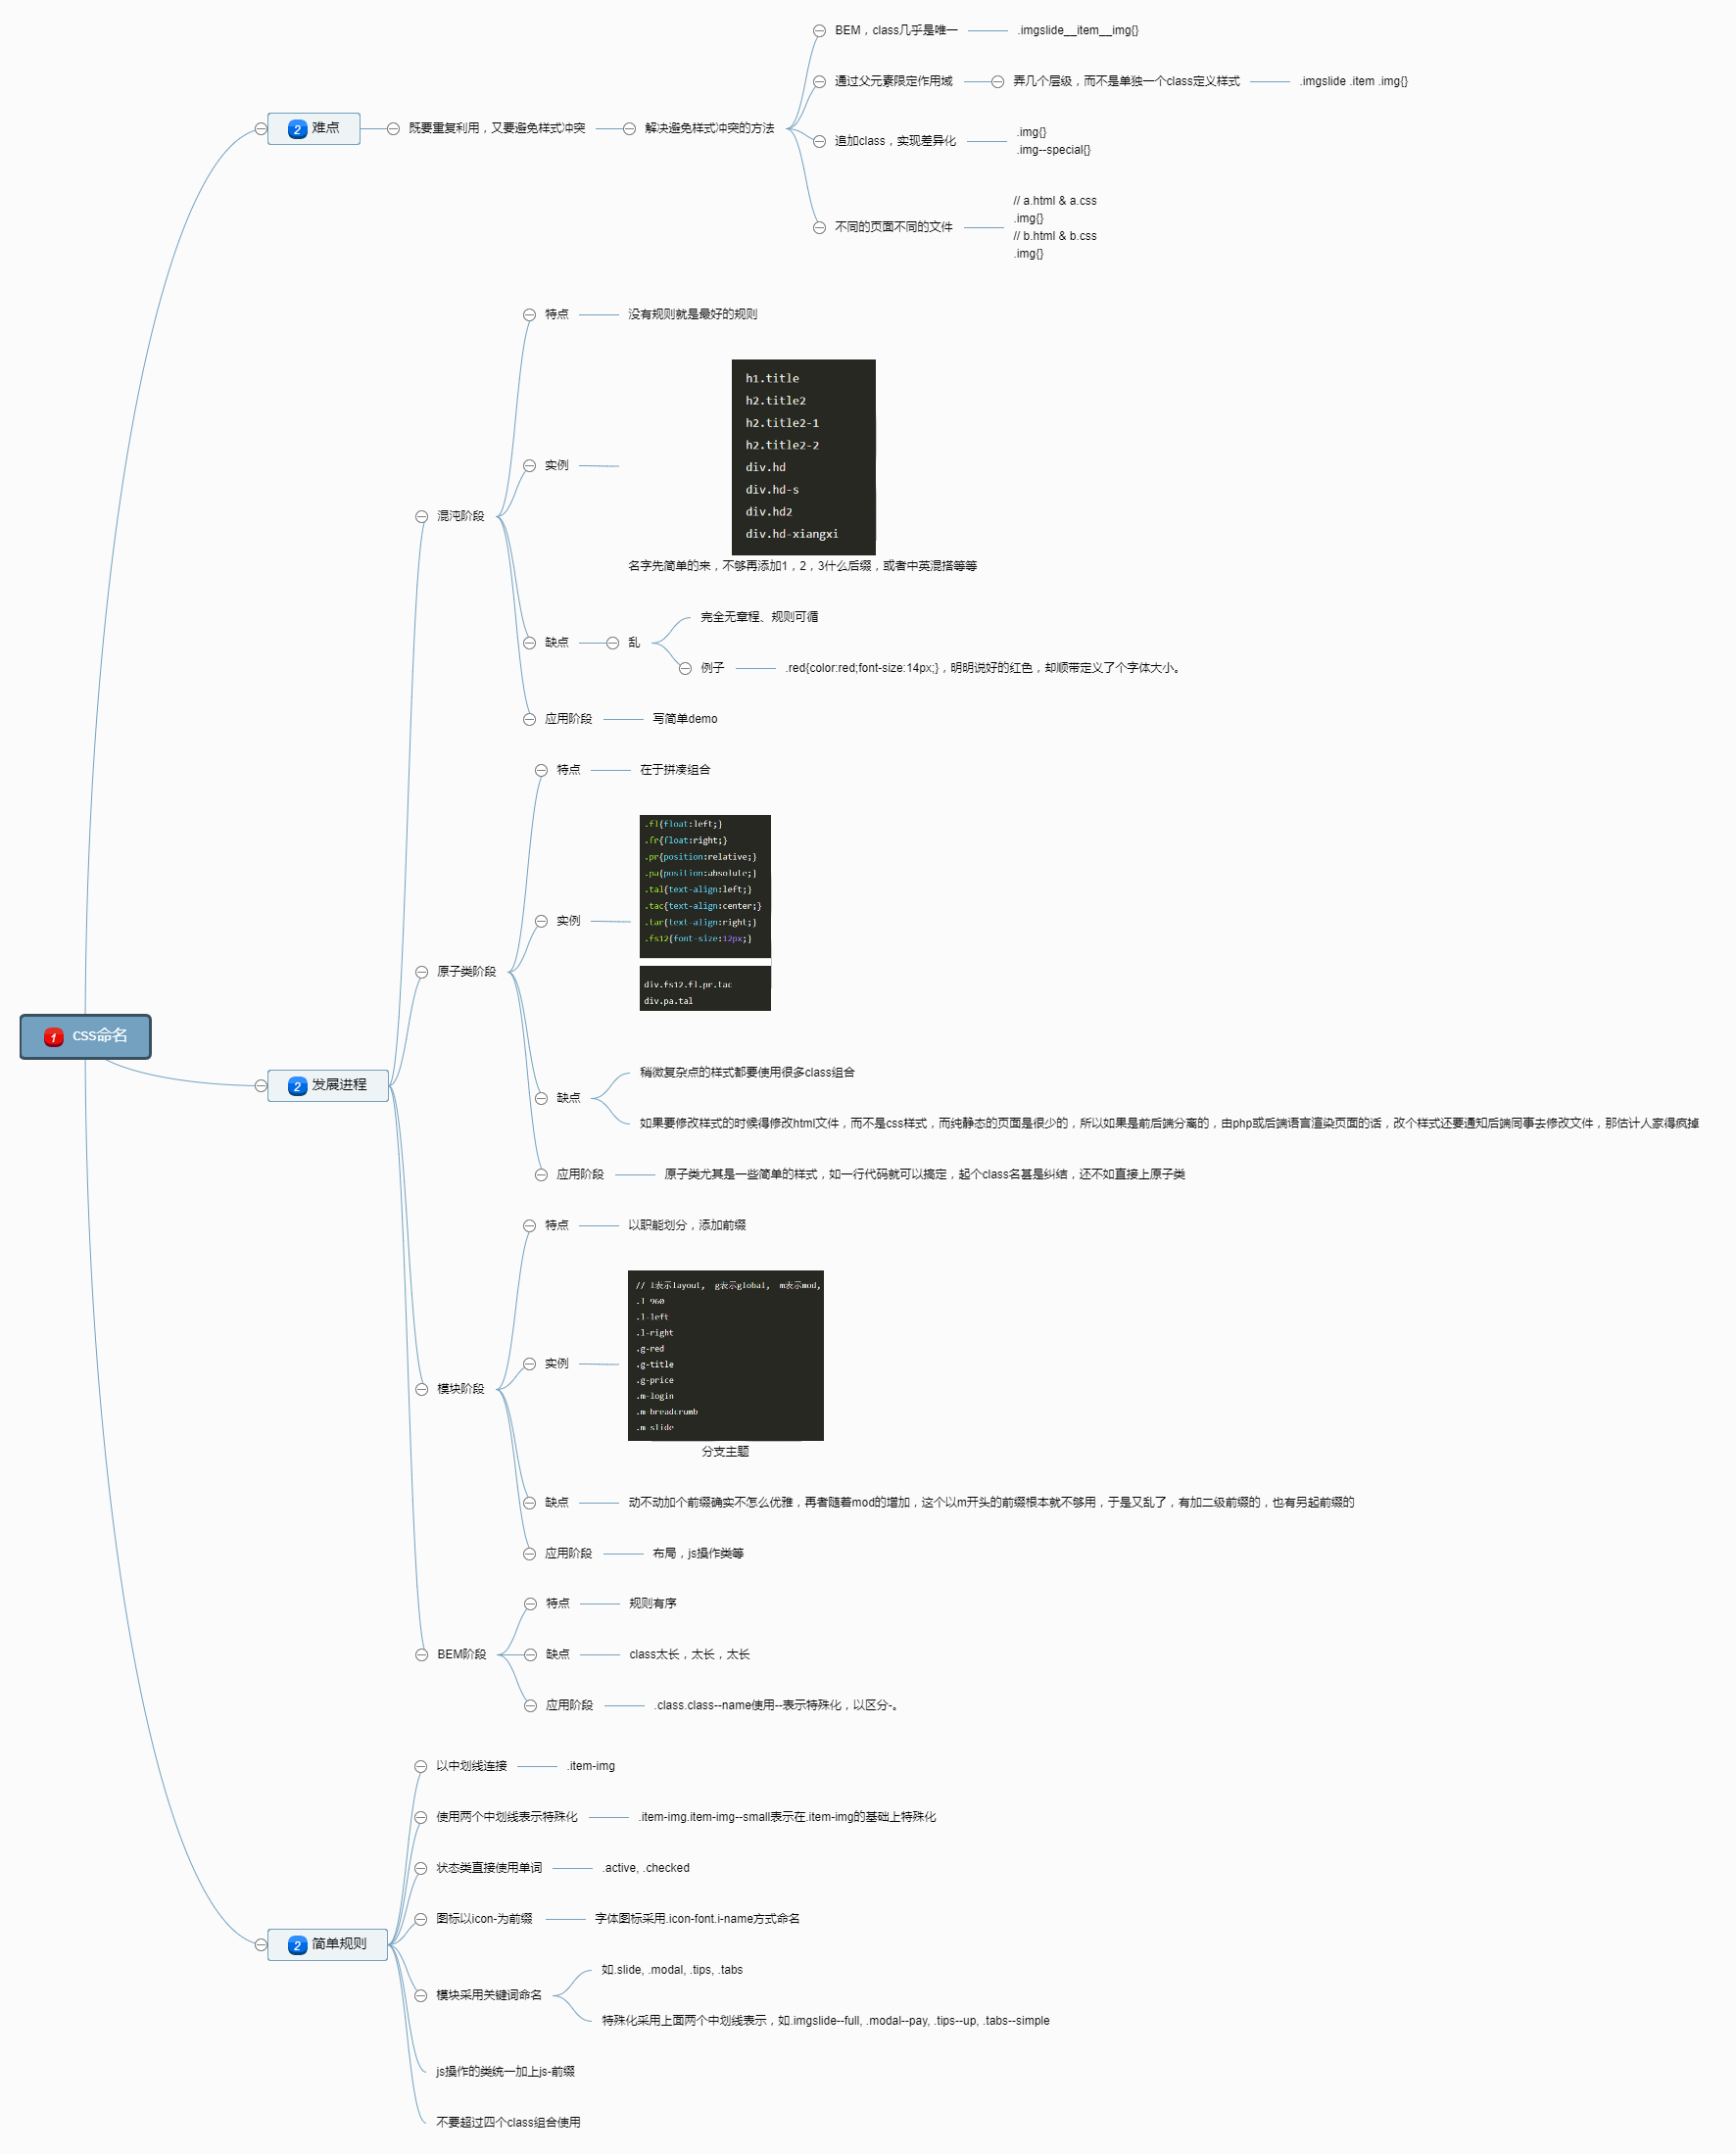 CSS命名
难点
既要重复利用，又要避免样式冲突
解决避免样式冲突的方法
BEM，class几乎是唯一
.imgslide__item__img{}
通过父元素限定作用域
弄几个层级，而不是单独一个class定义样式
.imgslide .item .img{}
追加class，实现差异化
.img{}
.img--special{}
不同的页面不同的文件
// a.html & a.css
.img{}
// b.html & b.css
.img{}
发展进程
混沌阶段
特点
没有规则就是最好的规则
实例
h1.title
h2.title2
h2.title2-1
h2.title2-2
div.hd
div.hd-s
div.hd2
div.hd-xiangxi
名字先简单的来，不够再添加1，2，3什么后缀，或者中英混搭等等
缺点
乱
完全无章程、规则可循
例子
.red{color:red;font-size:14px;}，明明说好的红色，却顺带定义了个字体大小。
应用阶段
写简单demo
原子类阶段
特点
在于拼凑组合
实例
.fl{float:left;}
.fr{float:right;}
.pr{position:relative;}
.pa{position:absolute;}
.tal{text-align:left;}
.tac{text-align:center;}
.tar{text-align:right;}
.fs12{font-size:12px;}
div.fs12.fl.pr.tac
div.pa.tal
缺点
稍微复杂点的样式都要使用很多class组合
如果要修改样式的时候得修改html文件，而不是css样式，而纯静态的页面是很少的，所以如果是前后端分离的，由php或后端语言渲染页面的话，改个样式还要通知后端同事去修改文件，那估计人家得疯掉
应用阶段
原子类尤其是一些简单的样式，如一行代码就可以搞定，起个class名甚是纠结，还不如直接上原子类
模块阶段
特点
以职能划分，添加前缀
实例
// l表示layout, g表示global, m表示mod,
.l-960
.l-left
.l-right
.g-red
.g-title
.g-price
.m-login
.m-breadcrumb
.m-slide
分支主题
缺点
动不动加个前缀确实不怎么优雅，再者随着mod的增加，这个以m开头的前缀根本就不够用，于是又乱了，有加二级前缀的，也有另起前缀的
应用阶段
布局，js操作类等
BEM阶段
特点
规则有序
缺点
class太长，太长，太长
应用阶段
.class.class--name使用--表示特殊化，以区分-。
简单规则
以中划线连接
.item-img
使用两个中划线表示特殊化
.item-img.item-img--small表示在.item-img的基础上特殊化
状态类直接使用单词
.active, .checked
图标以icon-为前缀
字体图标采用.icon-font.i-name方式命名
模块采用关键词命名
如.slide, .modal, .tips, .tabs
特殊化采用上面两个中划线表示，如.imgslide--full, .modal--pay, .tips--up, .tabs--simple
js操作的类统一加上js-前缀
不要超过四个class组合使用